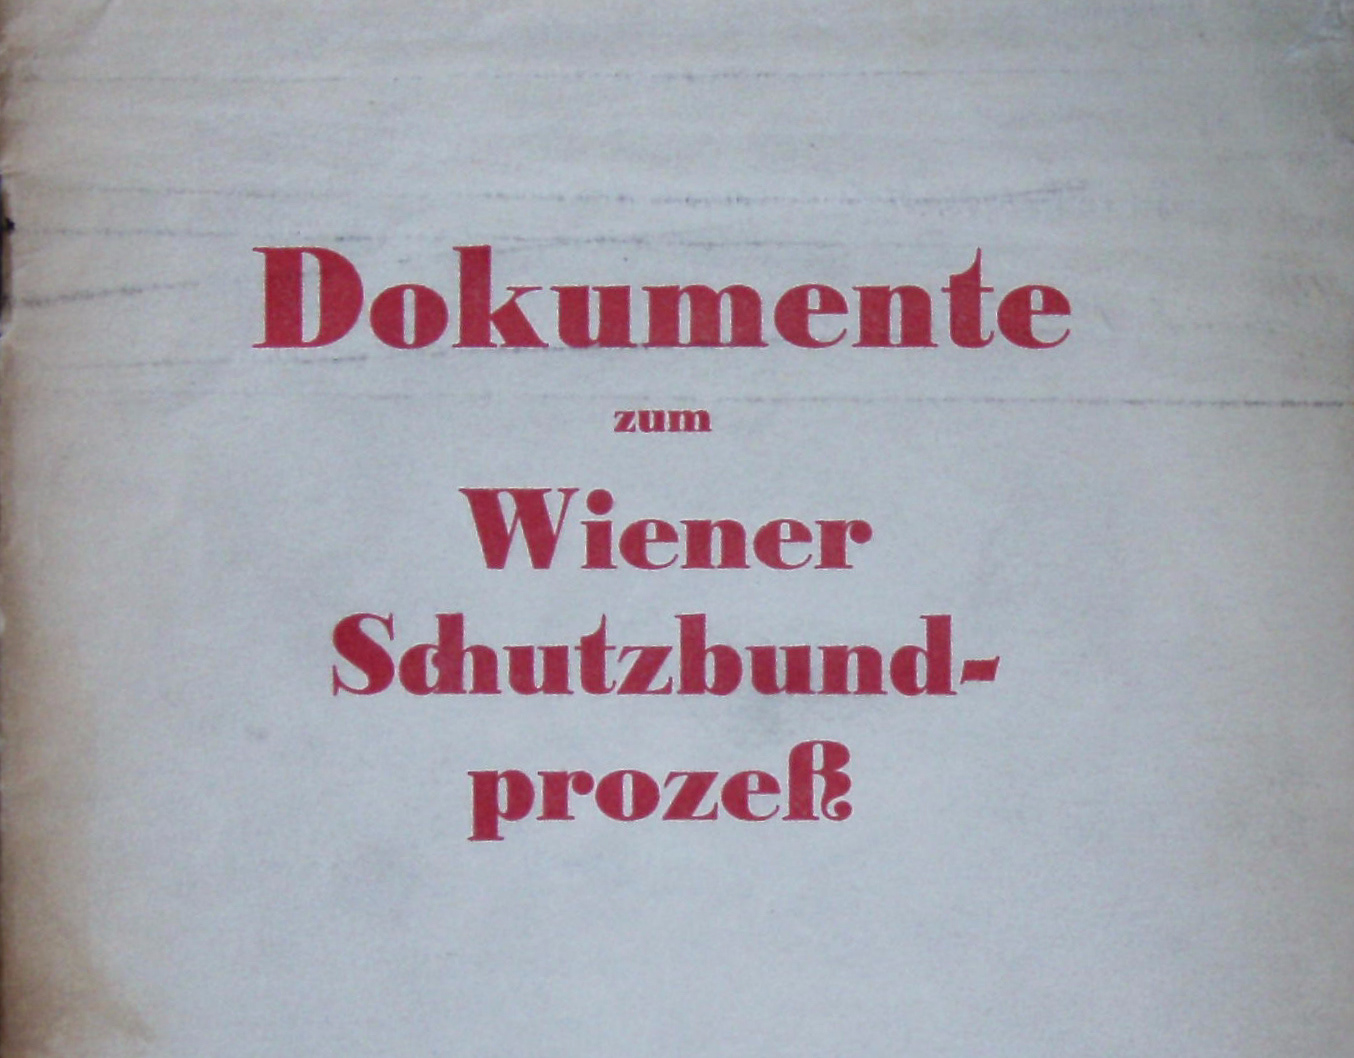 Dokumente
zum
Wiener
Schutzbund-
prozeß